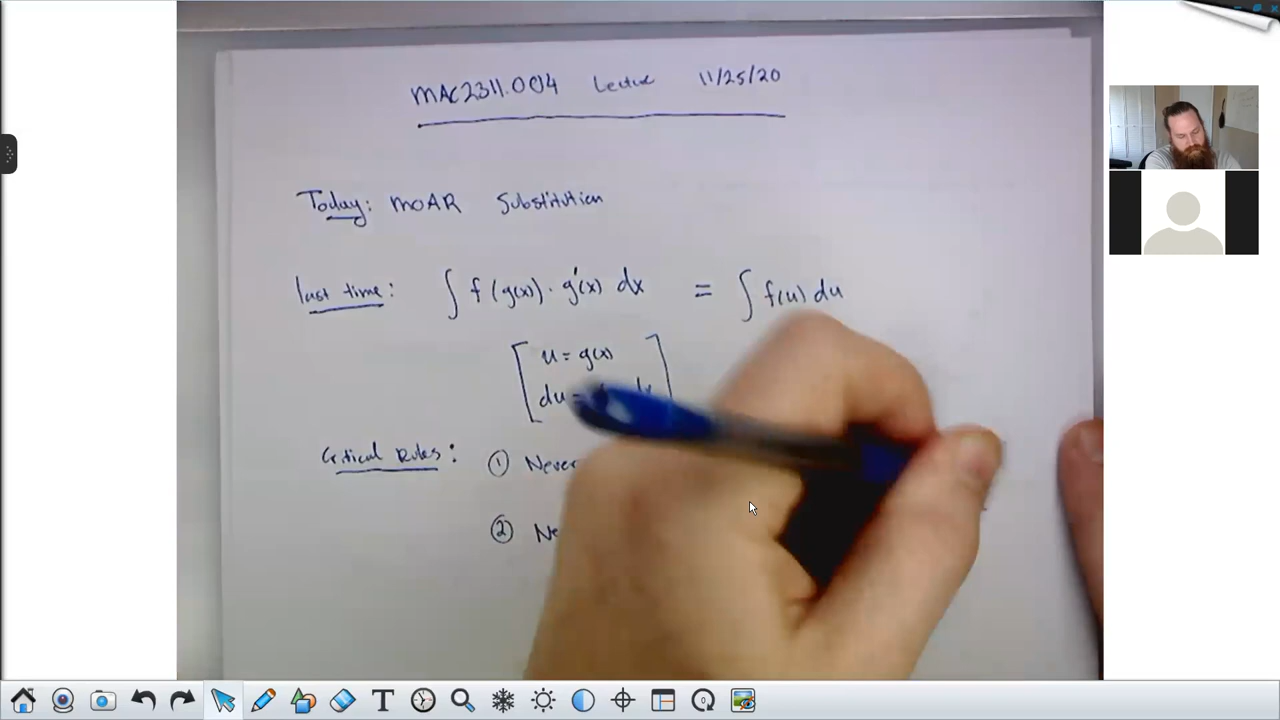 MAC2311.004 Lecture 11/25/20
Today: MOAR Substitution
last time: ∫ f(g(x)) · g'(x) dx = ∫ f(u) du
u = g(x)
du = dx
Critical Rules: ① Never
②